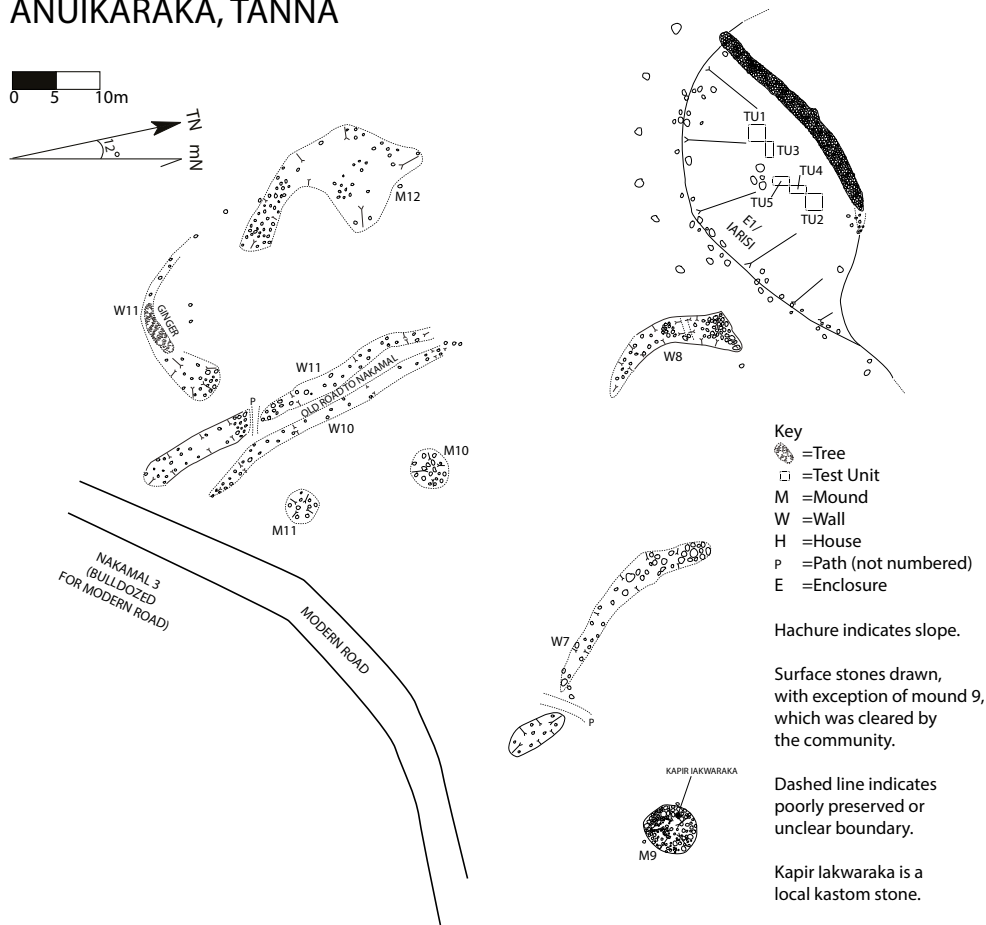 ANUIKARAKA, TANNA
0 5 10m
TN
12°
mN
M12
TU1
TU3
TU4
TU5
TU2
E1/
IARISI
W11
GINGER
W8
W11
P
OLD ROAD TO NAKAMAL
W10
M10
M11
NAKAMAL 3
(BULLDOZED
FOR MODERN ROAD)
MODERN ROAD
W7
P
KAPIR IAKWARAKA
M9
Key
=Tree
=Test Unit
M =Mound
W =Wall
H =House
P =Path (not numbered)
E =Enclosure
Hachure indicates slope.
Surface stones drawn,
with exception of mound 9,
which was cleared by
the community.
Dashed line indicates
poorly preserved or
unclear boundary.
Kapir Iakwaraka is a
local kastom stone.